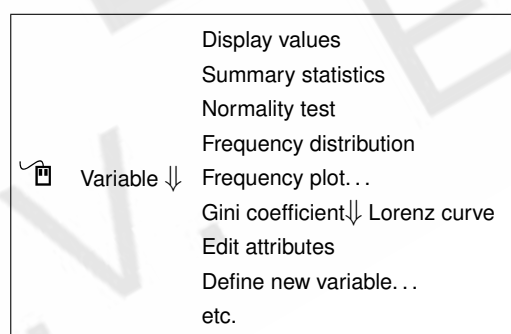 Display values
Summary statistics
Normality test
Frequency distribution
Variable ⇓ Frequency plot. . .
Gini coefficient⇓ Lorenz curve
Edit attributes
Define new variable. . .
etc.